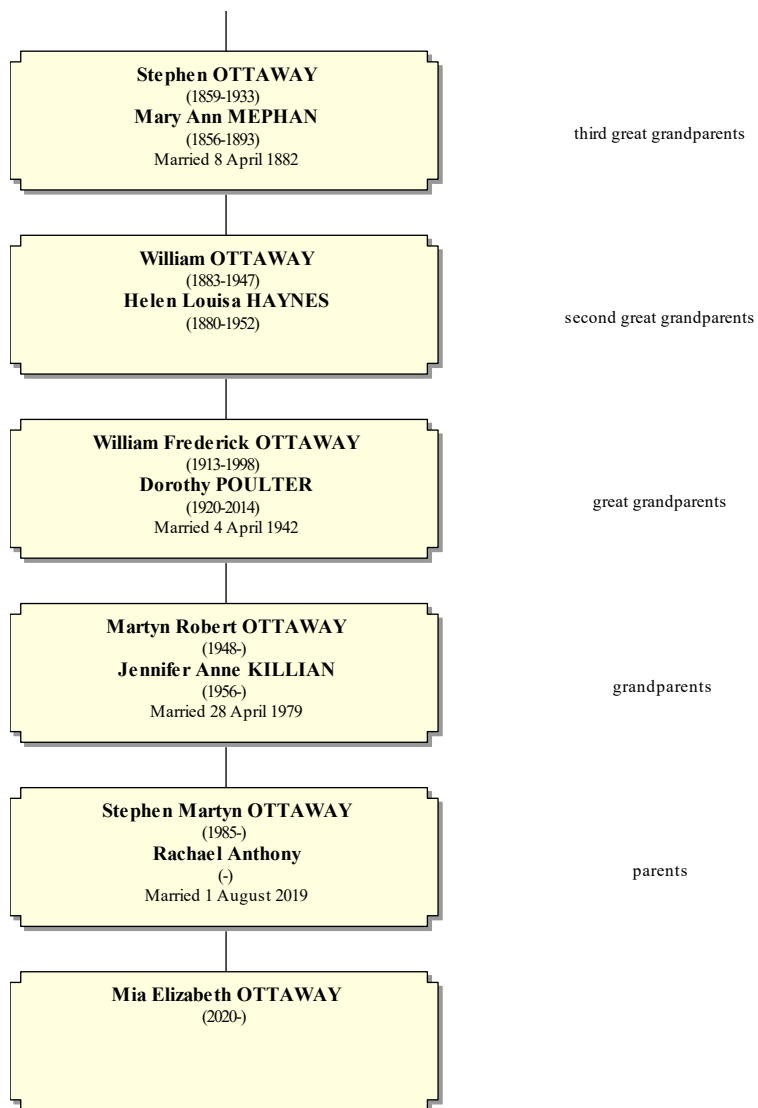 Stephen OTTAWAY
(1859-1933)
Mary Ann MEPHAN
(1856-1893)
Married 8 April 1882
third great grandparents
William OTTAWAY
(1883-1947)
Helen Louisa HAYNES
(1880-1952)
second great grandparents
William Frederick OTTAWAY
(1913-1998)
Dorothy POULTER
(1920-2014)
Married 4 April 1942
great grandparents
Martyn Robert OTTAWAY
(1948-)
Jennifer Anne KILLIAN
(1956-)
Married 28 April 1979
grandparents
Stephen Martyn OTTAWAY
(1985-)
Rachael Anthony
(-)
Married 1 August 2019
parents
Mia Elizabeth OTTAWAY
(2020-)